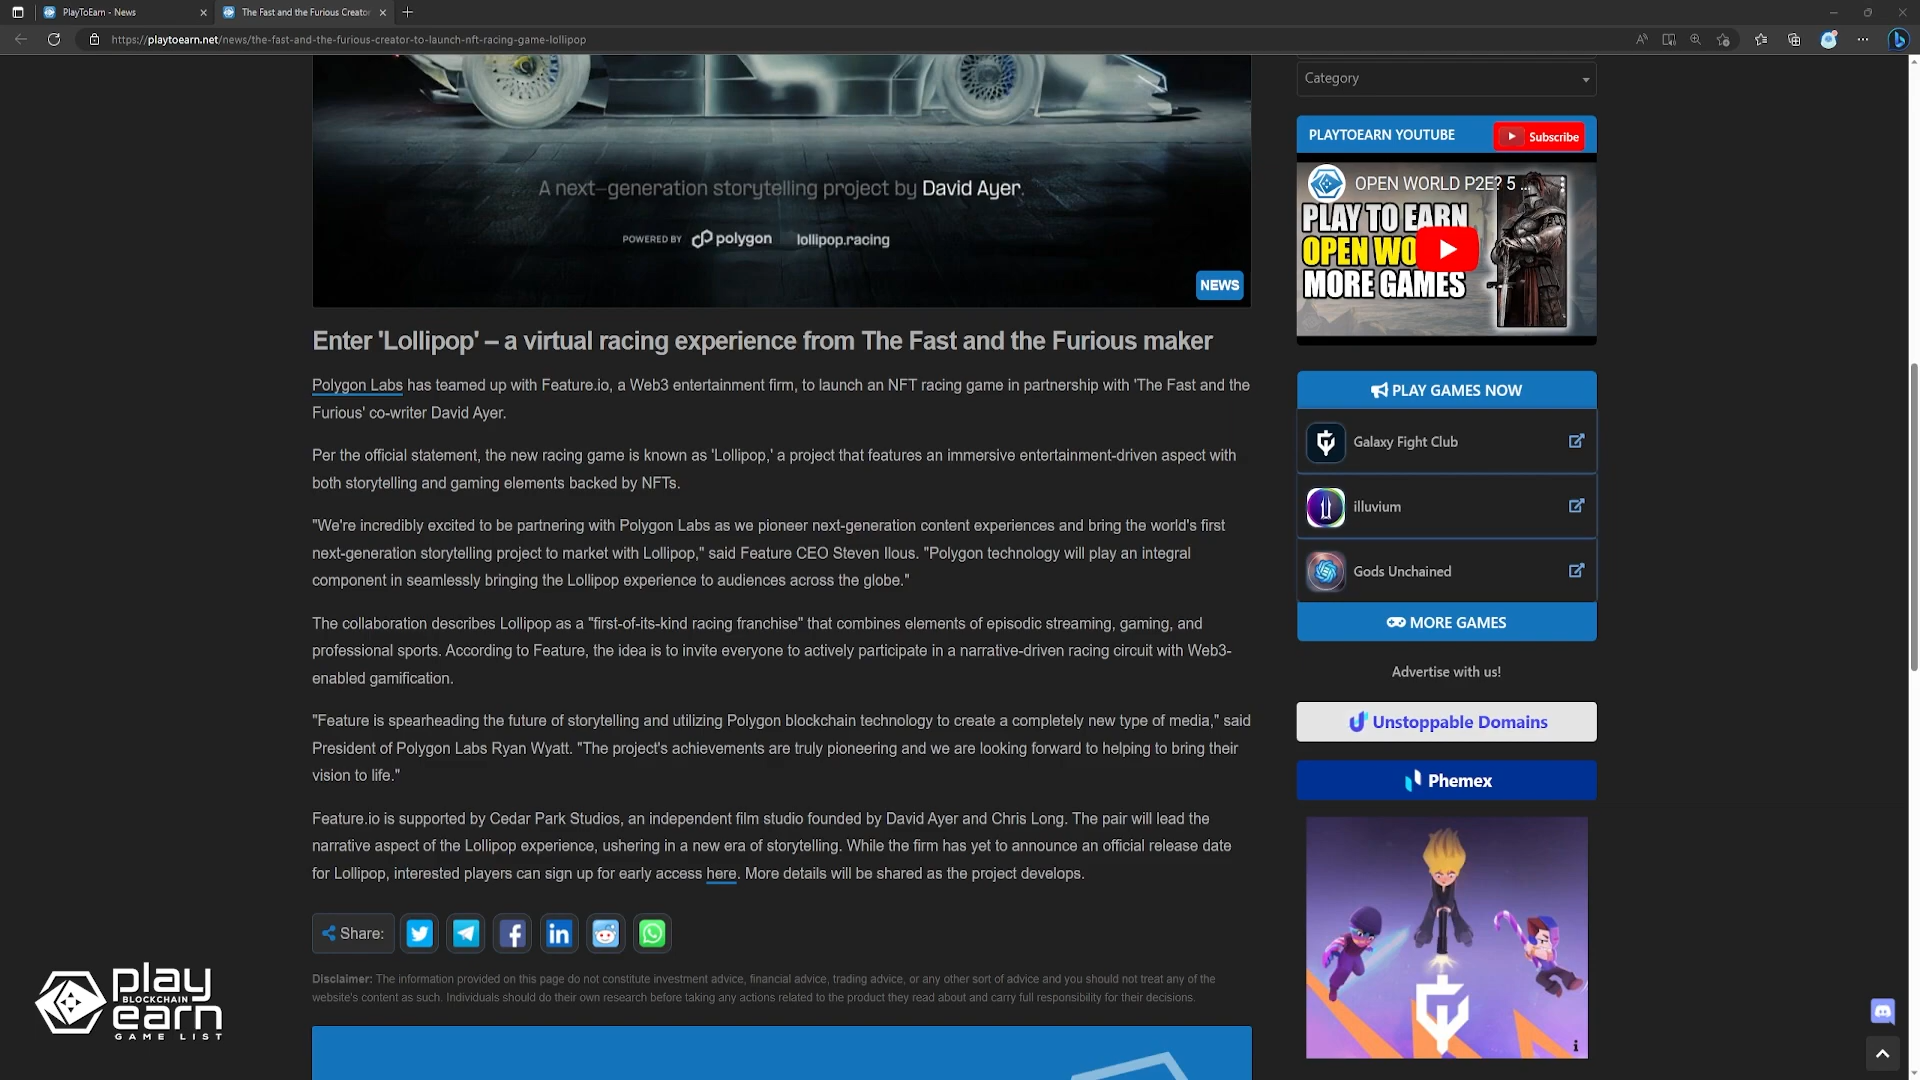 PlayToEarn - News
The Fast and the Furious Creator
https://playtoearn.net/news/the-fast-and-the-furious-creator-to-launch-nft-racing-game-lollipop
A next-generation storytelling project by David Ayer.
POWERED BY polygon lollipop.racing
NEWS
Enter 'Lollipop' – a virtual racing experience from The Fast and the Furious maker
Polygon Labs has teamed up with Feature.io, a Web3 entertainment firm, to launch an NFT racing game in partnership with 'The Fast and the
Furious' co-writer David Ayer.
Per the official statement, the new racing game is known as 'Lollipop,' a project that features an immersive entertainment-driven aspect with
both storytelling and gaming elements backed by NFTs.
"We're incredibly excited to be partnering with Polygon Labs as we pioneer next-generation content experiences and bring the world's first
next-generation storytelling project to market with Lollipop," said Feature CEO Steven Ilous. "Polygon technology will play an integral
component in seamlessly bringing the Lollipop experience to audiences across the globe."
The collaboration describes Lollipop as a "first-of-its-kind racing franchise" that combines elements of episodic streaming, gaming, and
professional sports. According to Feature, the idea is to invite everyone to actively participate in a narrative-driven racing circuit with Web3-
enabled gamification.
"Feature is spearheading the future of storytelling and utilizing Polygon blockchain technology to create a completely new type of media," said
President of Polygon Labs Ryan Wyatt. "The project's achievements are truly pioneering and we are looking forward to helping to bring their
vision to life."
Feature.io is supported by Cedar Park Studios, an independent film studio founded by David Ayer and Chris Long. The pair will lead the
narrative aspect of the Lollipop experience, ushering in a new era of storytelling. While the firm has yet to announce an official release date
for Lollipop, interested players can sign up for early access here. More details will be shared as the project develops.
Share:
Disclaimer: The information provided on this page do not constitute investment advice, financial advice, trading advice, or any other sort of advice and you should not treat any of the
website's content as such. Individuals should do their own research before taking any actions related to the product they read about and carry full responsibility for their decisions.
Category
PLAYTOEARN YOUTUBE
Subscribe
OPEN WORLD P2E? 5 ...
PLAY TO EARN
OPEN WO
MORE GAMES
PLAY GAMES NOW
Galaxy Fight Club
illuvium
Gods Unchained
MORE GAMES
Advertise with us!
Unstoppable Domains
Phemex
play
BLOCKCHAIN
earn
GAME LIST